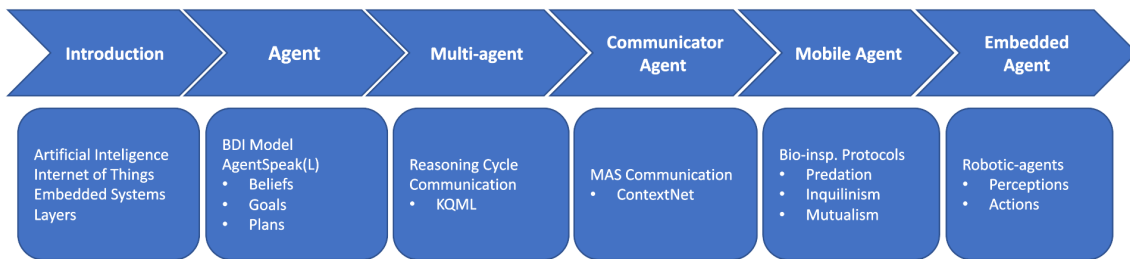 Introduction
Agent
Multi-agent
Communicator
Agent
Mobile Agent
Embedded
Agent
Artificial Inteligence
Internet of Things
Embedded Systems
Layers
BDI Model
AgentSpeak(L)
• Beliefs
• Goals
• Plans
Reasoning Cycle
Communication
• KQML
MAS Communication
• ContextNet
Bio-insp. Protocols
• Predation
• Inquilinism
• Mutualism
Robotic-agents
• Perceptions
• Actions